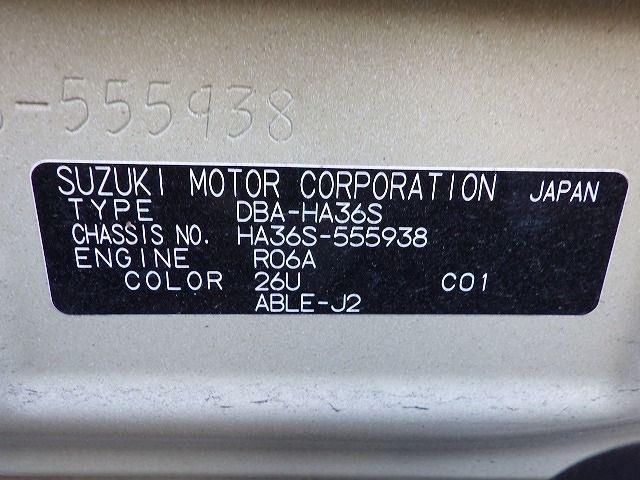 -555938
SUZUKI MOTOR CORPORATION JAPAN
TYPE DBA-HA36S
CHASSIS NO. HA36S-555938
ENGINE R06A
COLOR 26U C01
ABLE-J2